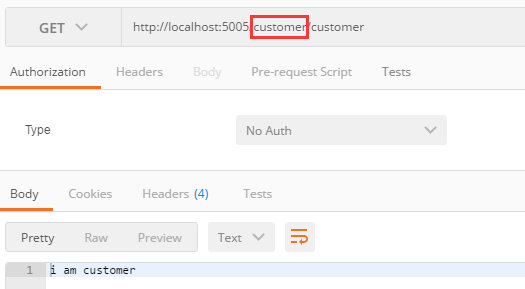 GET http://localhost:5005/customer/customer
Authorization Headers Body Pre-request Script Tests
Type No Auth
Body Cookies Headers (4) Tests
Pretty Raw Preview Text
1 i am customer